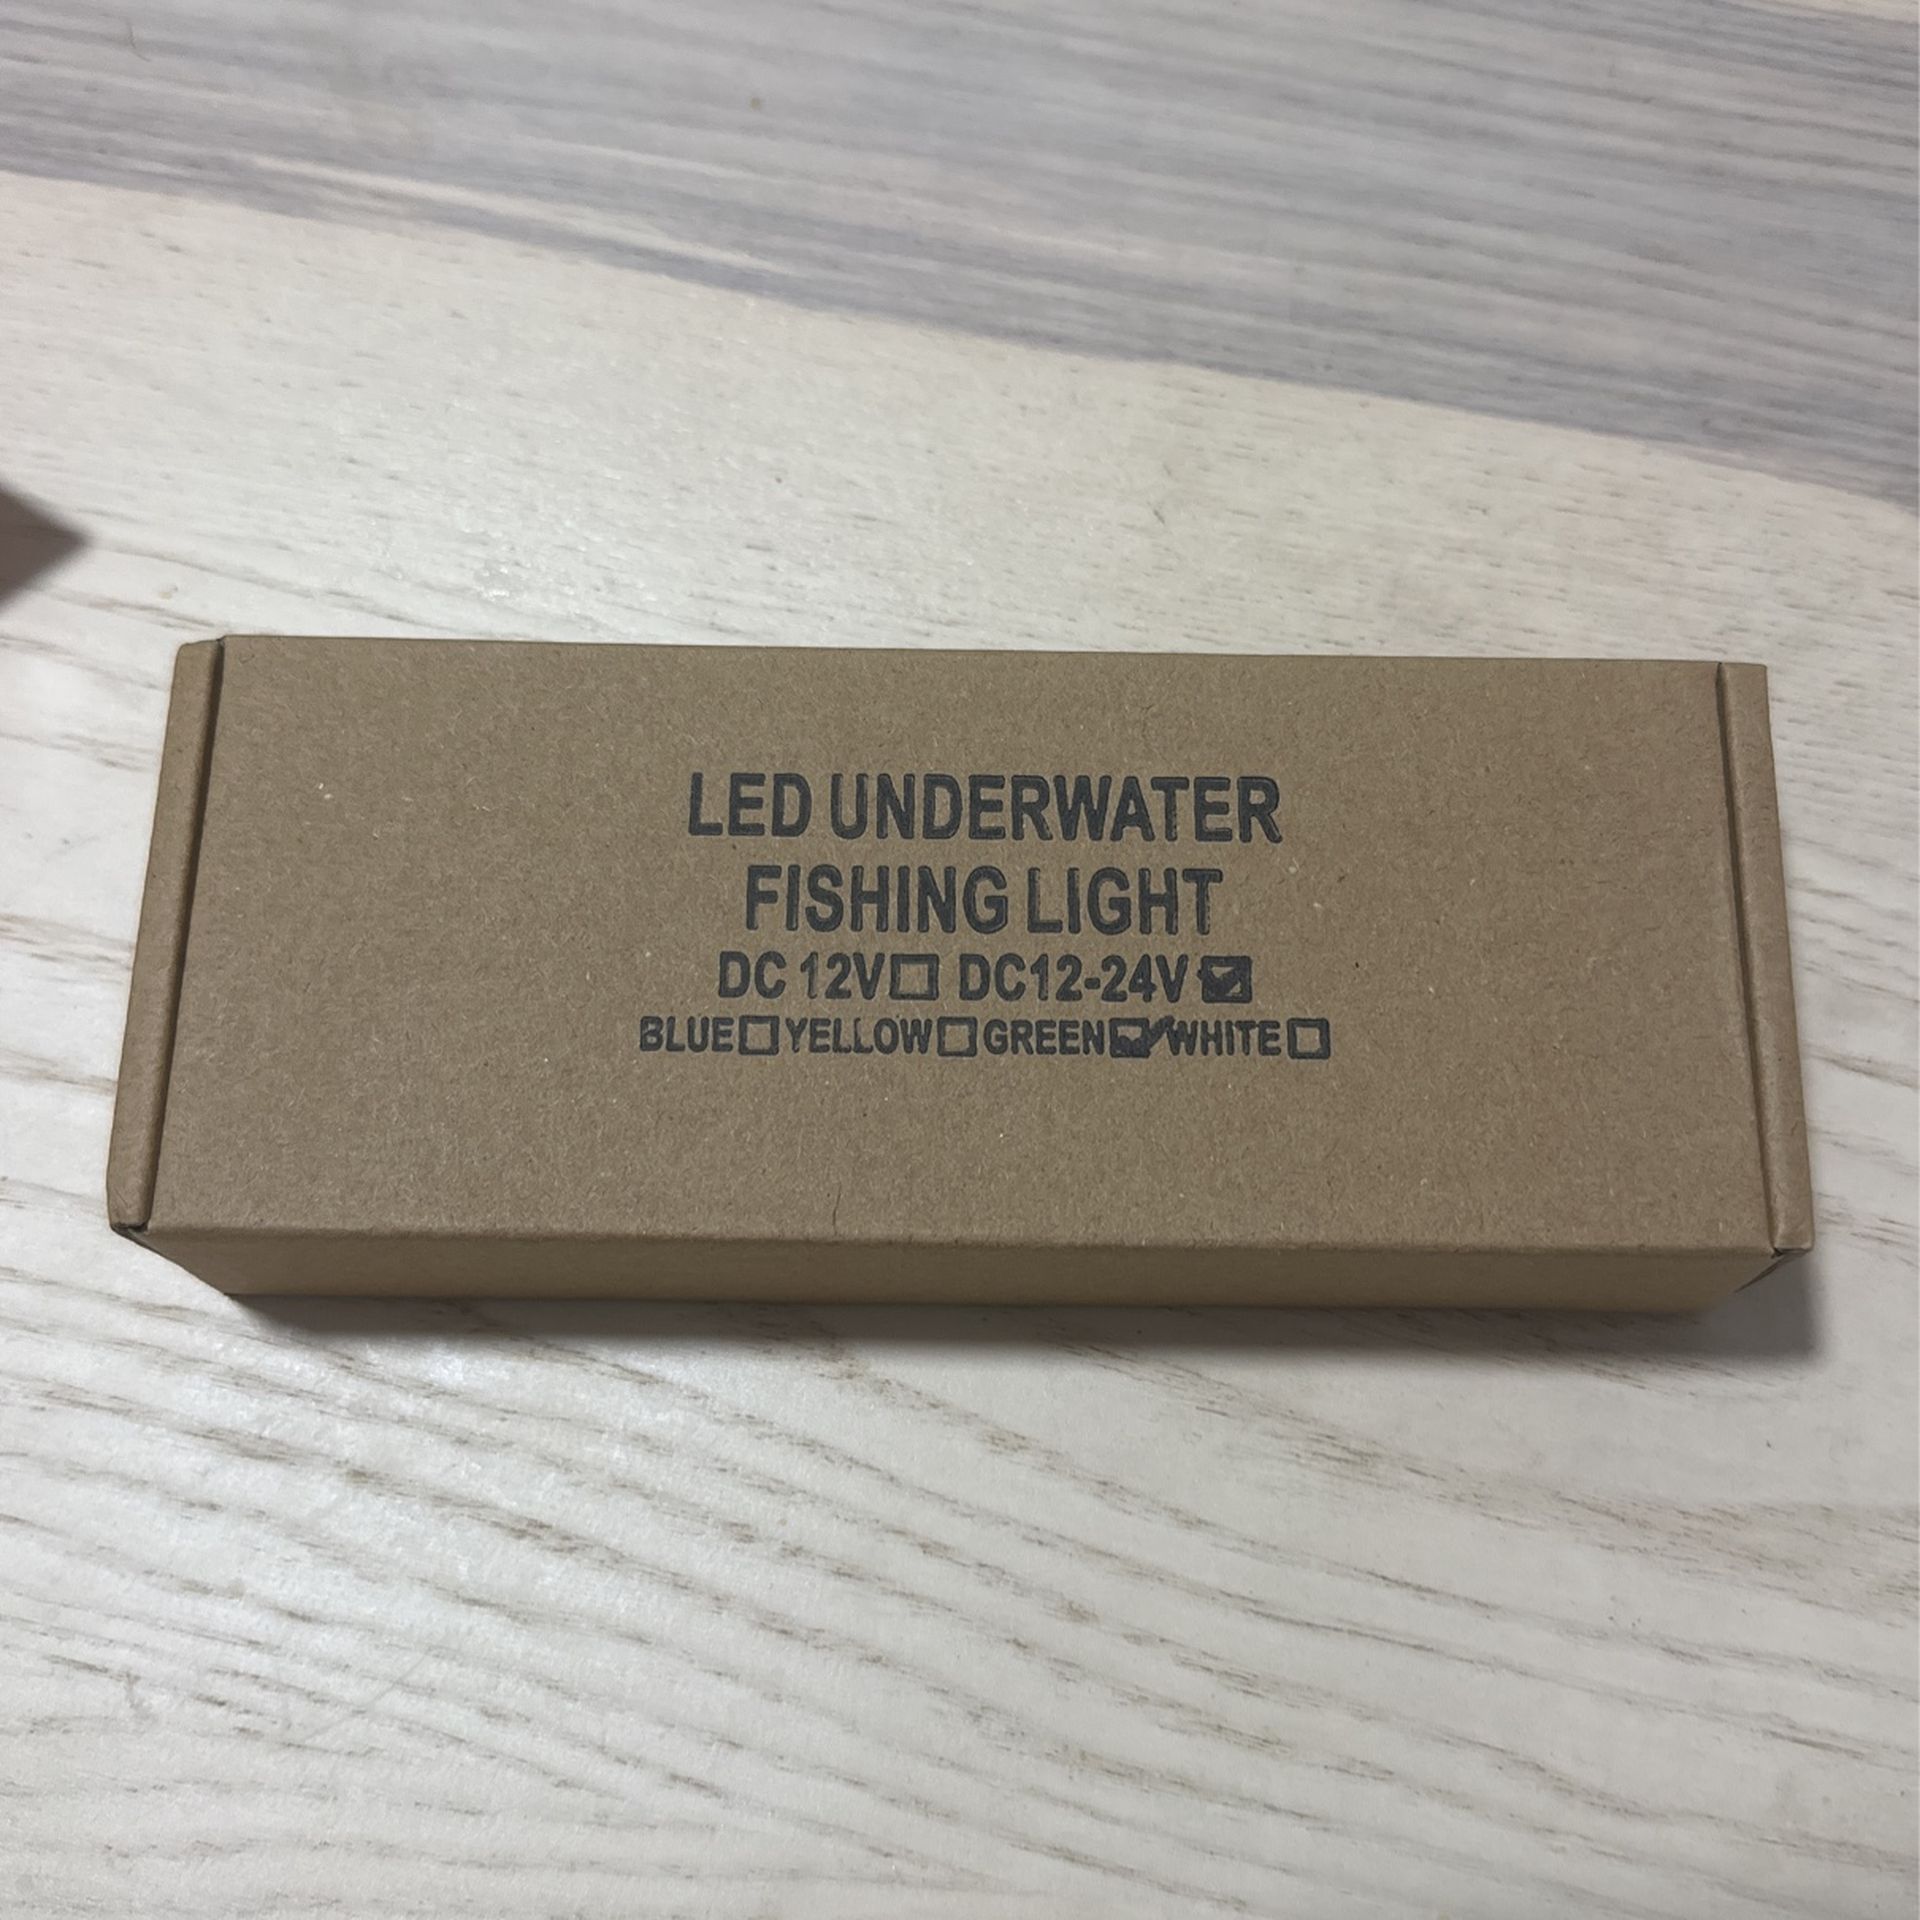 LED UNDERWATER
FISHING LIGHT
DC 12V☐ DC12-24V☑
BLUE☐YELLOW☐GREEN☑WHITE☐